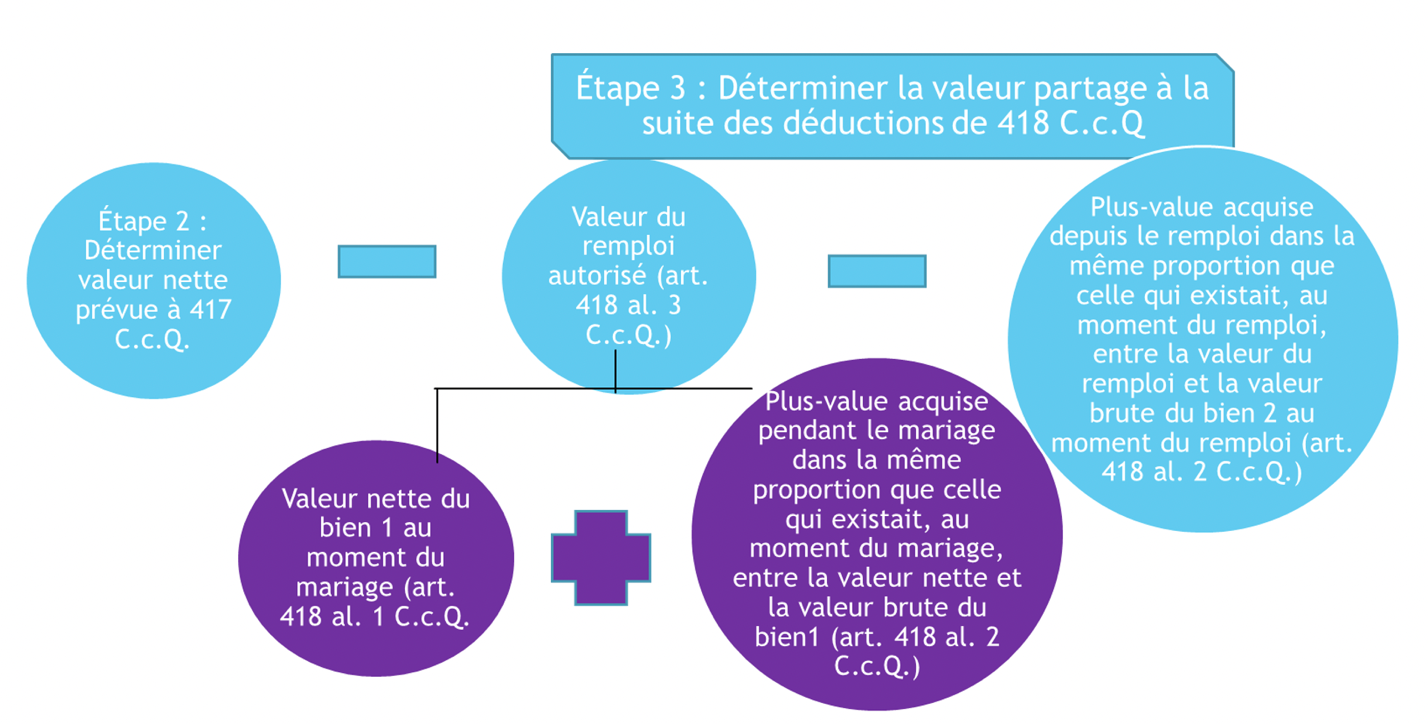 Étape 3 : Déterminer la valeur partage à la
suite des déductions de 418 C.c.Q
Étape 2 :
Déterminer
valeur nette
prévue à 417
C.c.Q.
Valeur du
remploi
autorisé (art.
418 al. 3
C.c.Q.)
Plus-value acquise
depuis le remploi dans la
même proportion que
celle qui existait, au
moment du remploi,
entre la valeur du
remploi et la valeur
brute du bien 2 au
moment du remploi (art.
418 al. 2 C.c.Q.)
Valeur nette du
bien 1 au
moment du
mariage (art.
418 al. 1 C.c.Q.
Plus-value acquise
pendant le mariage
dans la même
proportion que celle
qui existait, au
moment du mariage,
entre la valeur nette et
la valeur brute du
bien1 (art. 418 al. 2
C.c.Q.)